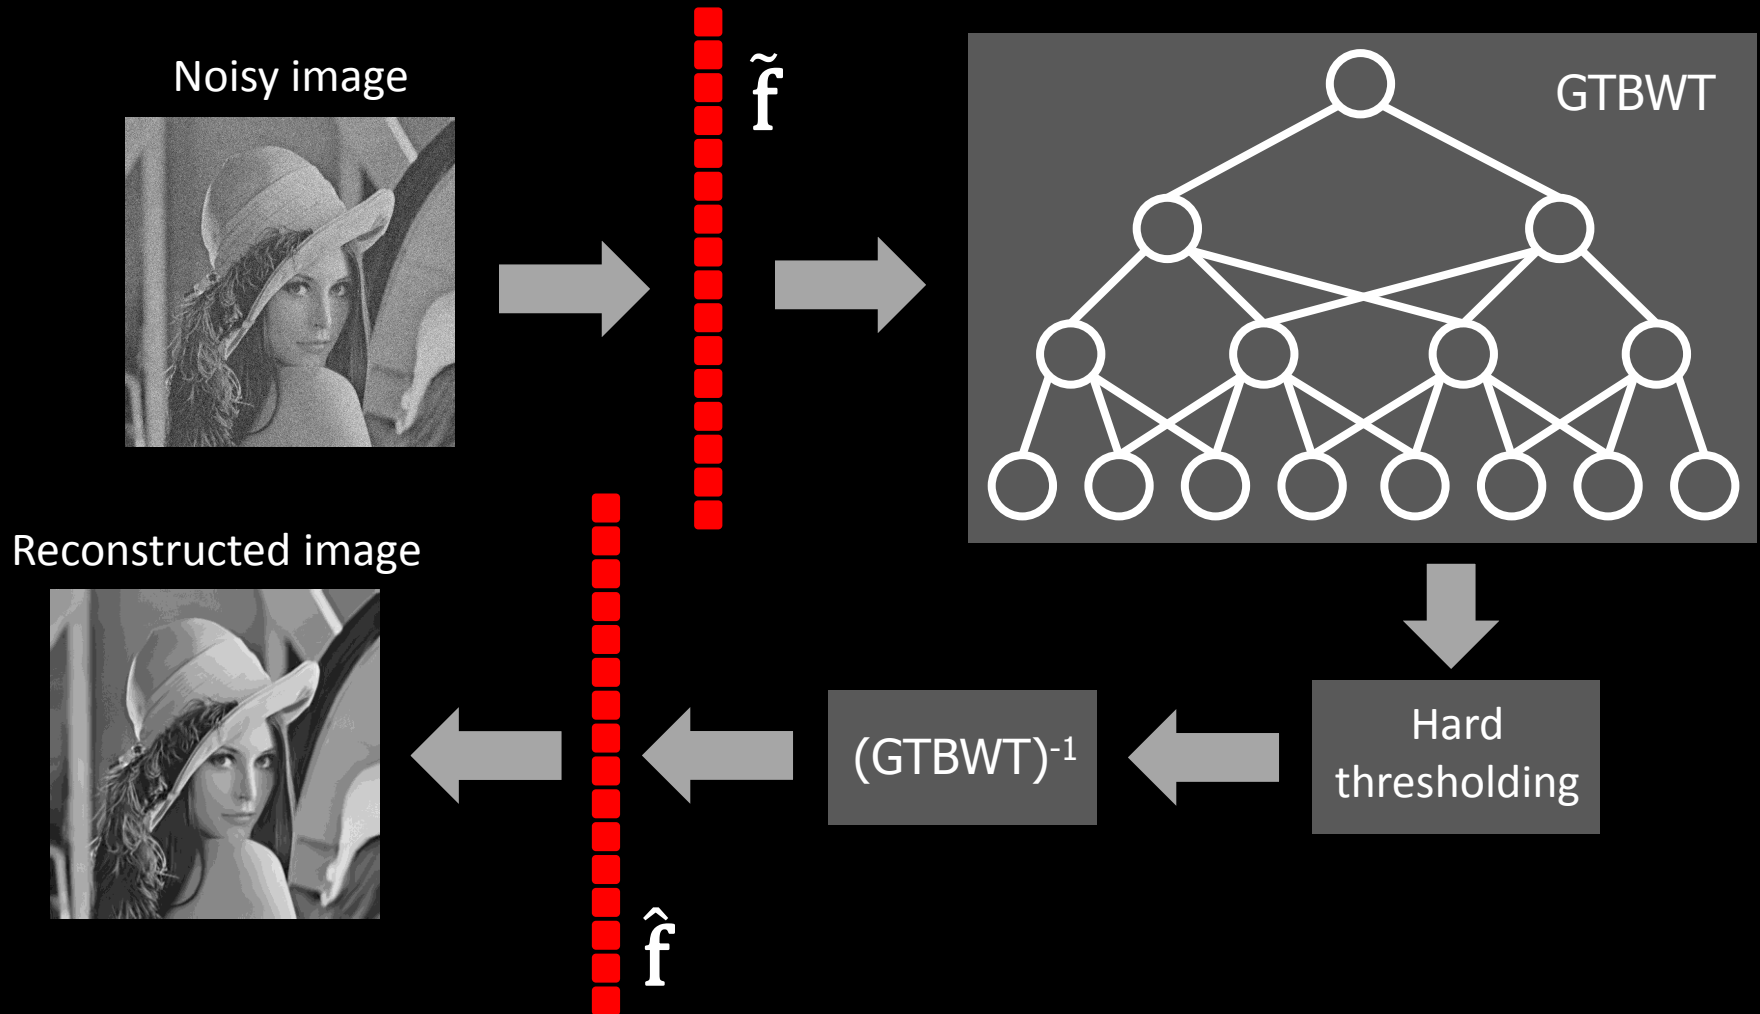 Noisy image
f̃
GTBWT
Hard
thresholding
(GTBWT)⁻¹
f̂
Reconstructed image